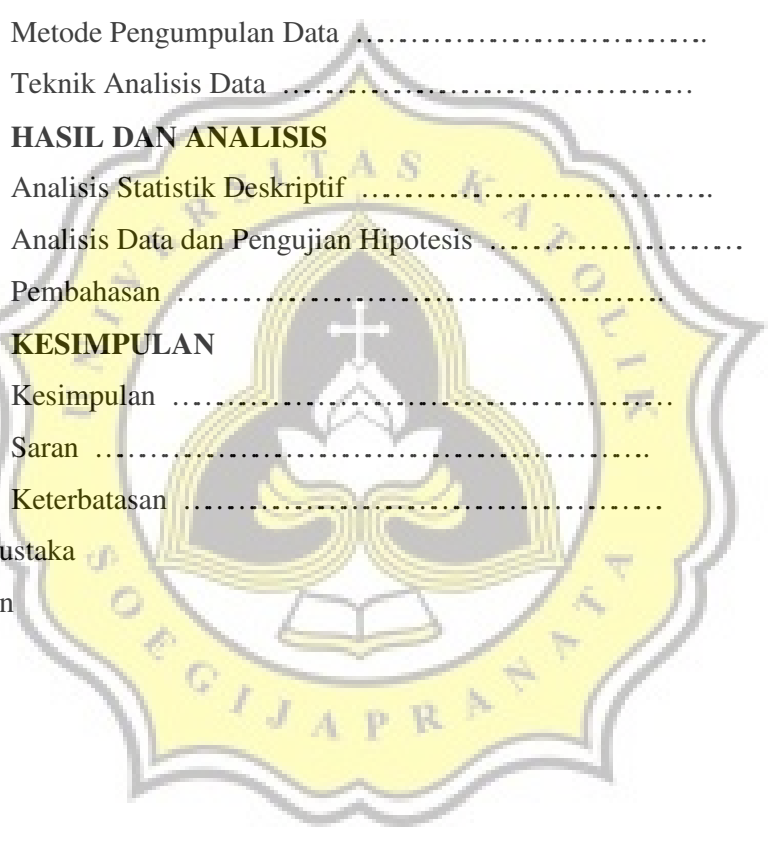 Metode Pengumpulan Data ……………………………….
Teknik Analisis Data ……………………………………
HASIL DAN ANALISIS
Analisis Statistik Deskriptif ……………………………….
Analisis Data dan Pengujian Hipotesis ………………………
Pembahasan …………………………………………….
KESIMPULAN
Kesimpulan ………………………………………………
Saran …………………………………………………….
Keterbatasan ……………………………………………
ustaka
n
UNIVERSITAS KATOLIK
SOEGIJAPRANATA